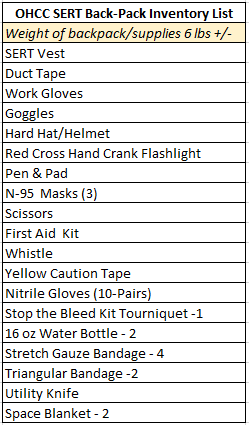 OHCC SERT Back-Pack Inventory List
Weight of backpack/supplies 6 lbs +/-
SERT Vest
Duct Tape
Work Gloves
Goggles
Hard Hat/Helmet
Red Cross Hand Crank Flashlight
Pen & Pad
N-95 Masks (3)
Scissors
First Aid Kit
Whistle
Yellow Caution Tape
Nitrile Gloves (10-Pairs)
Stop the Bleed Kit Tourniquet -1
16 oz Water Bottle - 2
Stretch Gauze Bandage - 4
Triangular Bandage -2
Utility Knife
Space Blanket - 2